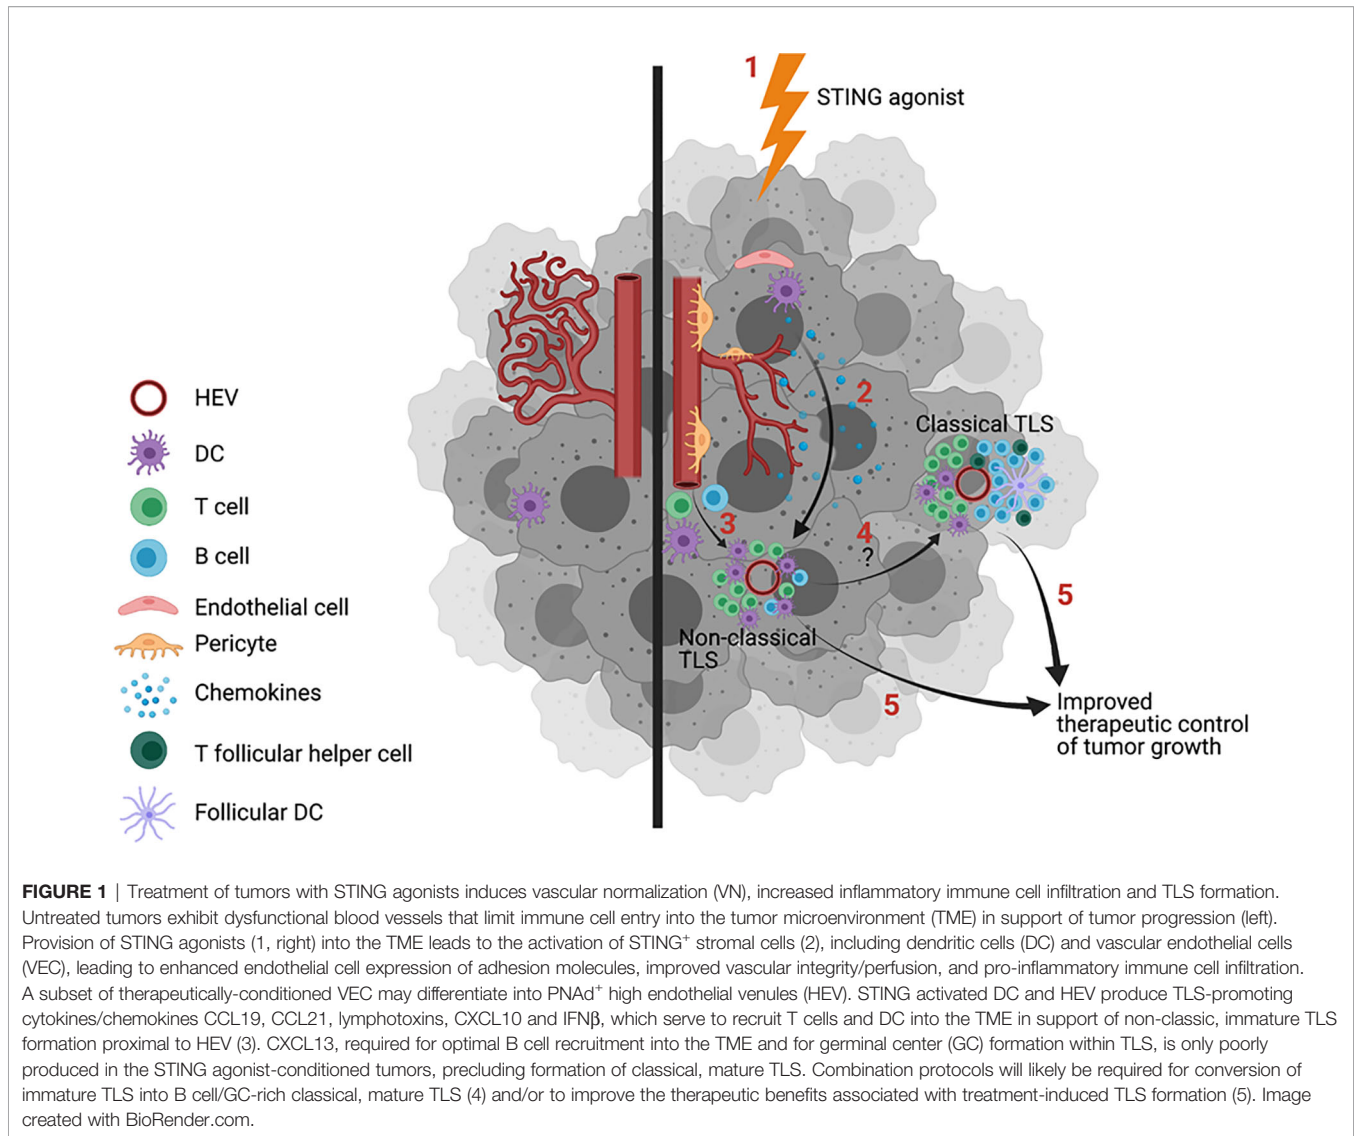 1
STING agonist
2
Classical TLS
HEV
DC
T cell
3
4
?
B cell
Endothelial cell
5
Pericyte
Non-classical
TLS
Chemokines
5
Improved
therapeutic control
of tumor growth
T follicular helper cell
Follicular DC
FIGURE 1 | Treatment of tumors with STING agonists induces vascular normalization (VN), increased inflammatory immune cell infiltration and TLS formation.
Untreated tumors exhibit dysfunctional blood vessels that limit immune cell entry into the tumor microenvironment (TME) in support of tumor progression (left).
Provision of STING agonists (1, right) into the TME leads to the activation of STING⁺ stromal cells (2), including dendritic cells (DC) and vascular endothelial cells
(VEC), leading to enhanced endothelial cell expression of adhesion molecules, improved vascular integrity/perfusion, and pro-inflammatory immune cell infiltration.
A subset of therapeutically-conditioned VEC may differentiate into PNAd⁺ high endothelial venules (HEV). STING activated DC and HEV produce TLS-promoting
cytokines/chemokines CCL19, CCL21, lymphotoxins, CXCL10 and IFNβ, which serve to recruit T cells and DC into the TME in support of non-classic, immature TLS
formation proximal to HEV (3). CXCL13, required for optimal B cell recruitment into the TME and for germinal center (GC) formation within TLS, is only poorly
produced in the STING agonist-conditioned tumors, precluding formation of classical, mature TLS. Combination protocols will likely be required for conversion of
immature TLS into B cell/GC-rich classical, mature TLS (4) and/or to improve the therapeutic benefits associated with treatment-induced TLS formation (5). Image
created with BioRender.com.